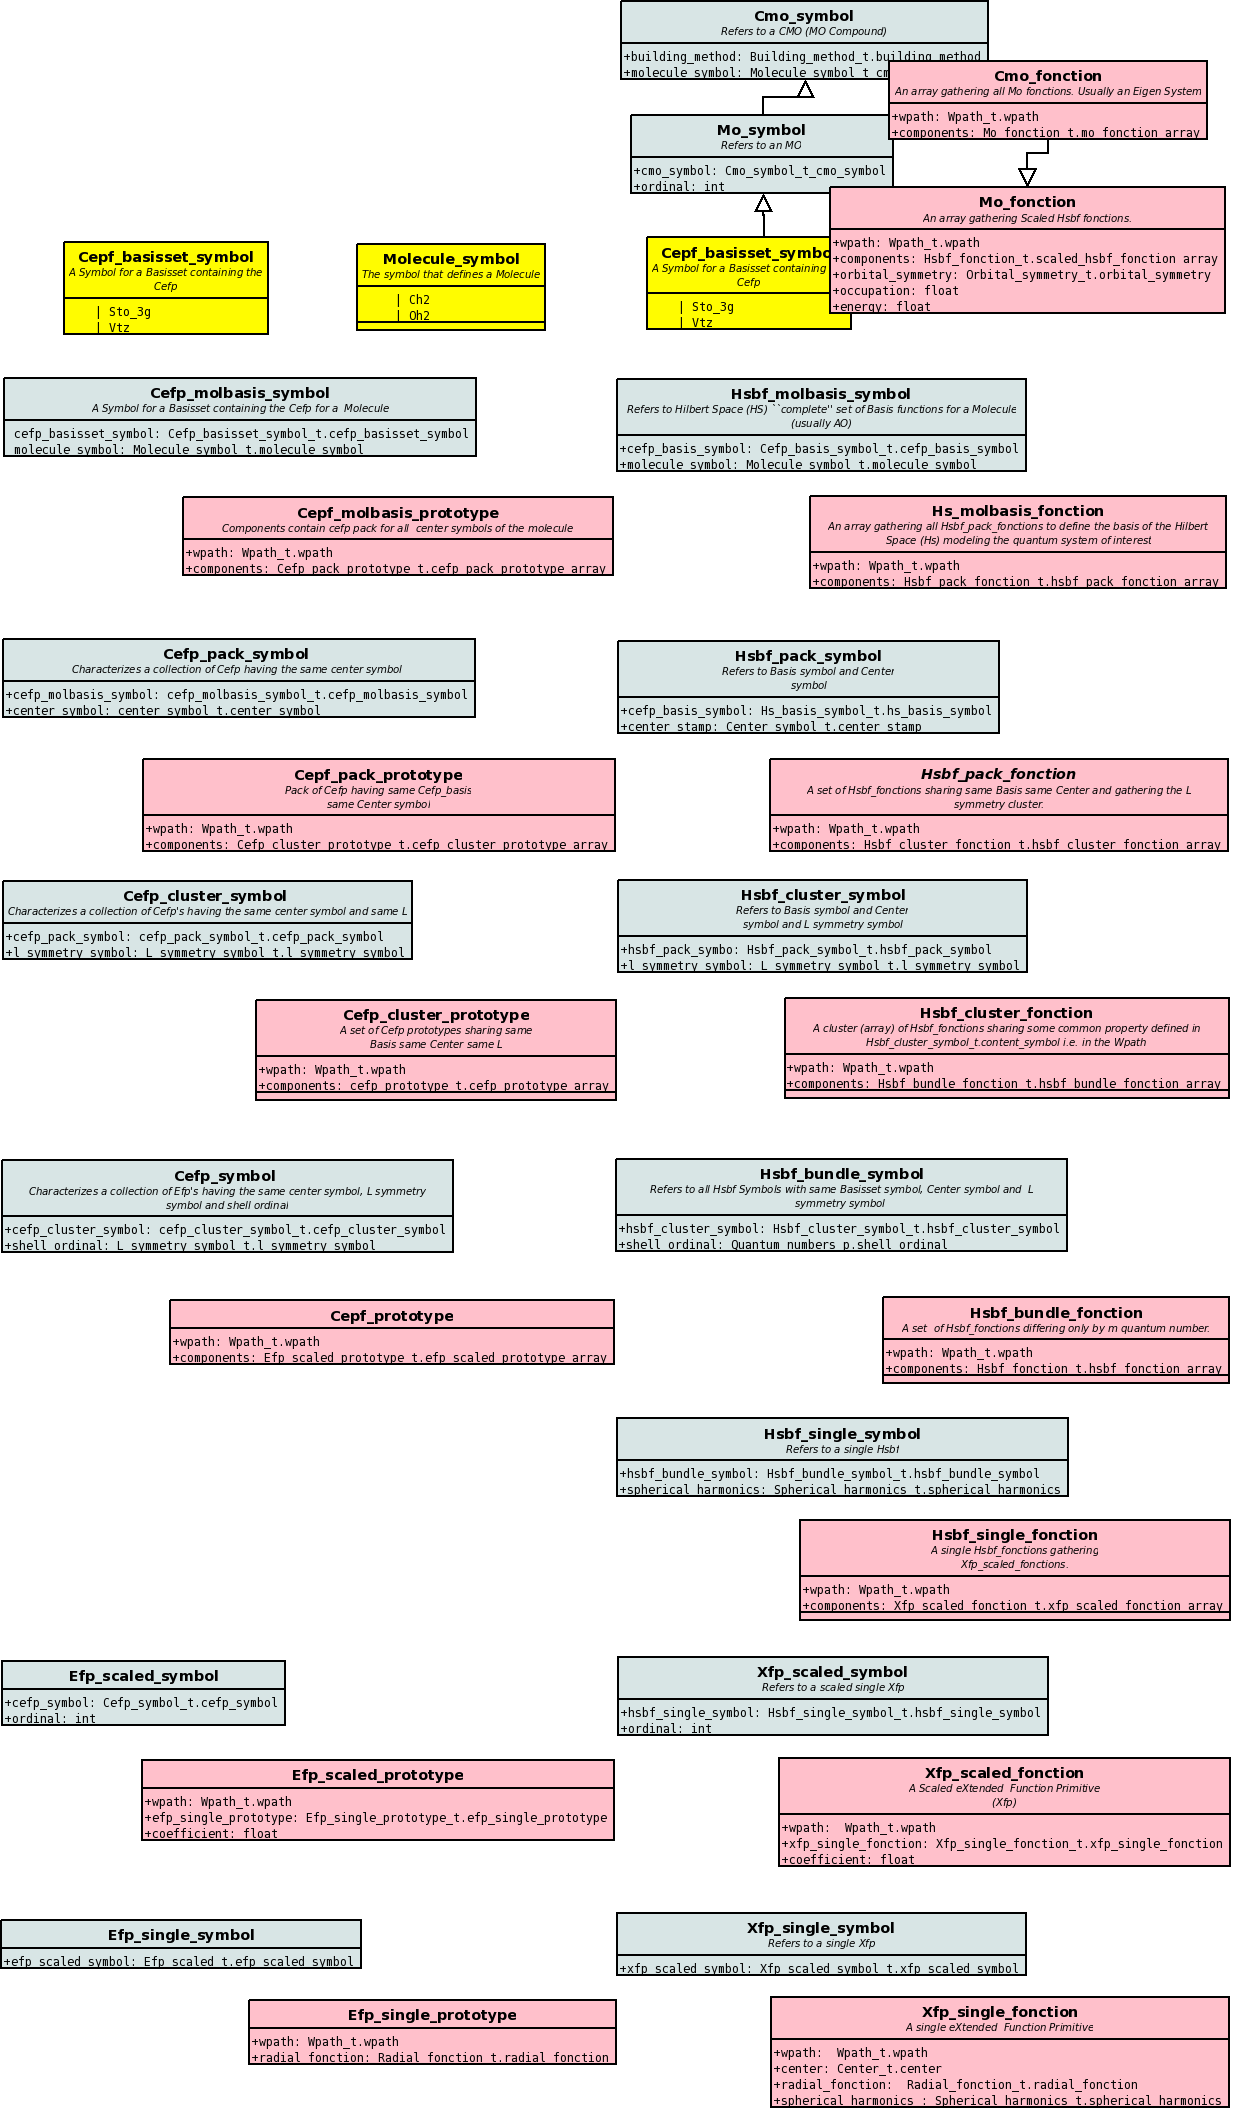 Cmo_symbol
Refers to a CMO (MO Compound)
+building_method: Building_method_t.building_method
+molecule_symbol: Molecule_symbol_t
Cmo_fonction
An array gathering all Mo fonctions. Usually an Eigen System
+wpath: Wpath_t.wpath
+components: Mo_fonction_t.mo_fonction_array
Mo_symbol
Refers to an MO
+cmo_symbol: Cmo_symbol_t_cmo_symbol
+ordinal: int
Mo_fonction
An array gathering Scaled Hsbf fonctions.
+wpath: Wpath_t.wpath
+components: Hsbf_fonction_t.scaled_hsbf_fonction_array
+orbital_symmetry: Orbital_symmetry_t.orbital_symmetry
+occupation: float
+energy: float
Cepf_basisset_symbol
A Symbol for a Basisset containing the
Cefp
| Sto_3g
| Vtz
Molecule_symbol
The symbol that defines a Molecule
| Ch2
| Oh2
Cepf_basisset_symbo
A Symbol for a Basisset containing
Cefp
| Sto_3g
| Vtz
Cefp_molbasis_symbol
A Symbol for a Basisset containing the Cefp for a  Molecule
cefp_basisset_symbol: Cefp_basisset_symbol_t.cefp_basisset_symbol
molecule_symbol: Molecule_symbol_t.molecule_symbol
Hsbf_molbasis_symbol
Refers to Hilbert Space (HS) ``complete'' set of Basis functions for a Molecule
(usually AO)
+cefp_basis_symbol: Cefp_basis_symbol_t.cefp_basis_symbol
+molecule_symbol: Molecule_symbol_t.molecule_symbol
Cepf_molbasis_prototype
Components contain cefp pack for all  center symbols of the molecule
+wpath: Wpath_t.wpath
+components: Cefp_pack_prototype_t.cefp_pack_prototype_array
Hs_molbasis_fonction
An array gathering all Hsbf_pack_fonctions to define the basis of the Hilbert
Space (Hs) modeling the quantum system of interest
+wpath: Wpath_t.wpath
+components: Hsbf_pack_fonction_t.hsbf_pack_fonction_array
Cefp_pack_symbol
Characterizes a collection of Cefp having the same center symbol
+cefp_molbasis_symbol: cefp_molbasis_symbol_t.cefp_molbasis_symbol
+center_symbol: center_symbol_t.center_symbol
Hsbf_pack_symbol
Refers to Basis symbol and Center
symbol
+cefp_basis_symbol: Hs_basis_symbol_t.hs_basis_symbol
+center_stamp: Center_symbol_t.center_stamp
Cepf_pack_prototype
Pack of Cefp having same Cefp_basis
same Center symbol
+wpath: Wpath_t.wpath
+components: Cefp_cluster_prototype_t.cefp_cluster_prototype_array
Hsbf_pack_fonction
A set of Hsbf_fonctions sharing same Basis same Center and gathering the L
symmetry cluster.
+wpath: Wpath_t.wpath
+components: Hsbf_cluster_fonction_t.hsbf_cluster_fonction_array
Cefp_cluster_symbol
Characterizes a collection of Cefp's having the same center symbol and same L
+cefp_pack_symbol: cefp_pack_symbol_t.cefp_pack_symbol
+l_symmetry_symbol: L_symmetry_symbol_t.l_symmetry_symbol
Hsbf_cluster_symbol
Refers to Basis symbol and Center
symbol and L symmetry symbol
+hsbf_pack_symbo: Hsbf_pack_symbol_t.hsbf_pack_symbol
+l_symmetry_symbol: L_symmetry_symbol_t.l_symmetry_symbol
Cefp_cluster_prototype
A set of Cefp prototypes sharing same
Basis same Center same L
+wpath: Wpath_t.wpath
+components: cefp_prototype_t.cefp_prototype_array
Hsbf_cluster_fonction
A cluster (array) of Hsbf_fonctions sharing some common property defined in
Hsbf_cluster_symbol_t.content_symbol i.e. in the Wpath
+wpath: Wpath_t.wpath
+components: Hsbf_bundle_fonction_t.hsbf_bundle_fonction_array
Cefp_symbol
Characterizes a collection of Efp's having the same center symbol, L symmetry
symbol and shell ordinal
+cefp_cluster_symbol: cefp_cluster_symbol_t.cefp_cluster_symbol
+shell_ordinal: L_symmetry_symbol_t.l_symmetry_symbol
Hsbf_bundle_symbol
Refers to all Hsbf Symbols with same Basisset symbol, Center symbol and  L
symmetry symbol
+hsbf_cluster_symbol: Hsbf_cluster_symbol_t.hsbf_cluster_symbol
+shell_ordinal: Quantum_numbers_p.shell_ordinal
Cepf_prototype
+wpath: Wpath_t.wpath
+components: Efp_scaled_prototype_t.efp_scaled_prototype_array
Hsbf_bundle_fonction
A set  of Hsbf_fonctions differing only by m quantum number.
+wpath: Wpath_t.wpath
+components: Hsbf_fonction_t.hsbf_fonction_array
Hsbf_single_symbol
Refers to a single Hsbf
+hsbf_bundle_symbol: Hsbf_bundle_symbol_t.hsbf_bundle_symbol
+spherical_harmonics: Spherical_harmonics_t.spherical_harmonics
Hsbf_single_fonction
A single Hsbf_fonctions gathering
Xfp_scaled_fonctions.
+wpath: Wpath_t.wpath
+components: Xfp_scaled_fonction_t.xfp_scaled_fonction_array
Efp_scaled_symbol
+cefp_symbol: Cefp_symbol_t.cefp_symbol
+ordinal: int
Xfp_scaled_symbol
Refers to a scaled single Xfp
+hsbf_single_symbol: Hsbf_single_symbol_t.hsbf_single_symbol
+ordinal: int
Efp_scaled_prototype
+wpath: Wpath_t.wpath
+efp_single_prototype: Efp_single_prototype_t.efp_single_prototype
+coefficient: float
Xfp_scaled_fonction
A Scaled eXtended  Function Primitive
(Xfp)
+wpath:  Wpath_t.wpath
+xfp_single_fonction: Xfp_single_fonction_t.xfp_single_fonction
+coefficient: float
Efp_single_symbol
+efp_scaled_symbol: Efp_scaled_t.efp_scaled_symbol
Xfp_single_symbol
Refers to a single Xfp
+xfp_scaled_symbol: Xfp_scaled_symbol_t.xfp_scaled_symbol
Efp_single_prototype
+wpath: Wpath_t.wpath
+radial_fonction: Radial_fonction_t.radial_fonction
Xfp_single_fonction
A single eXtended  Function Primitive
+wpath:  Wpath_t.wpath
+center: Center_t.center
+radial_fonction:  Radial_fonction_t.radial_fonction
+spherical_harmonics : Spherical_harmonics_t.spherical_harmonics